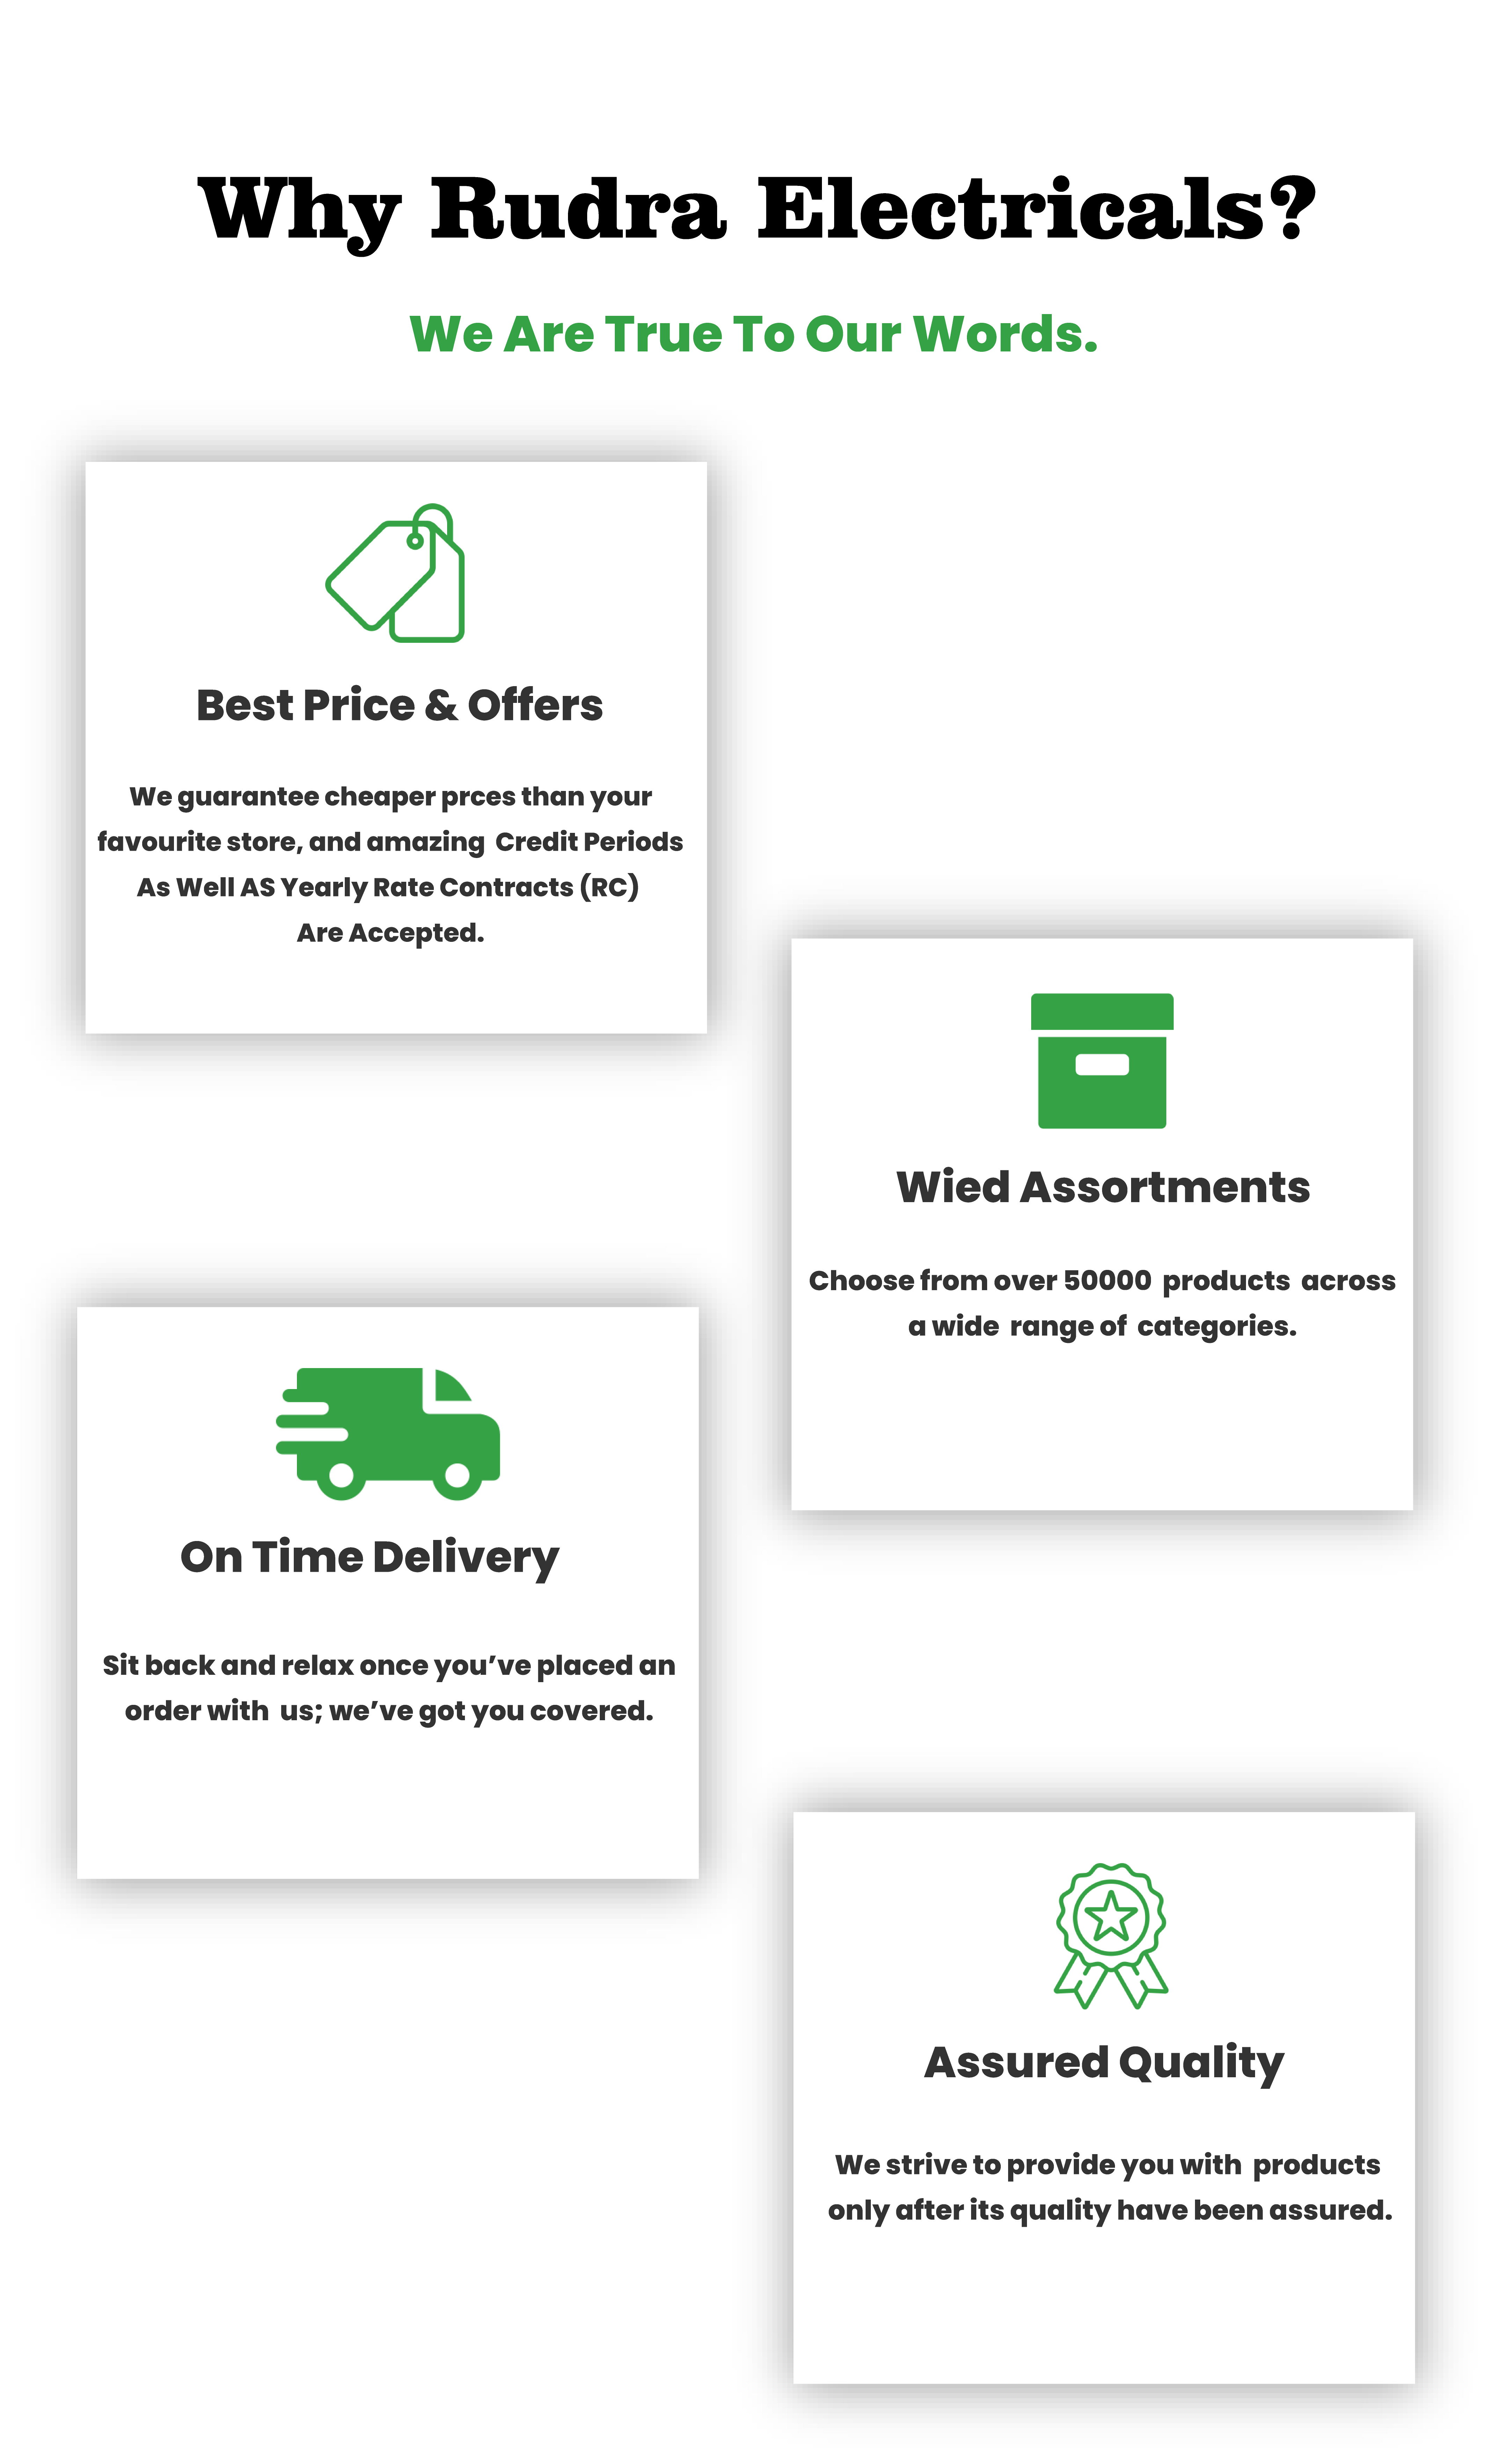 Why Rudra Electricals?
We Are True To Our Words.
Best Price & Offers
We guarantee cheaper prces than your
favourite store, and amazing Credit Periods
As Well AS Yearly Rate Contracts (RC)
Are Accepted.
Wied Assortments
Choose from over 50000 products across
a wide range of categories.
On Time Delivery
Sit back and relax once you’ve placed an
order with us; we’ve got you covered.
Assured Quality
We strive to provide you with products
only after its quality have been assured.